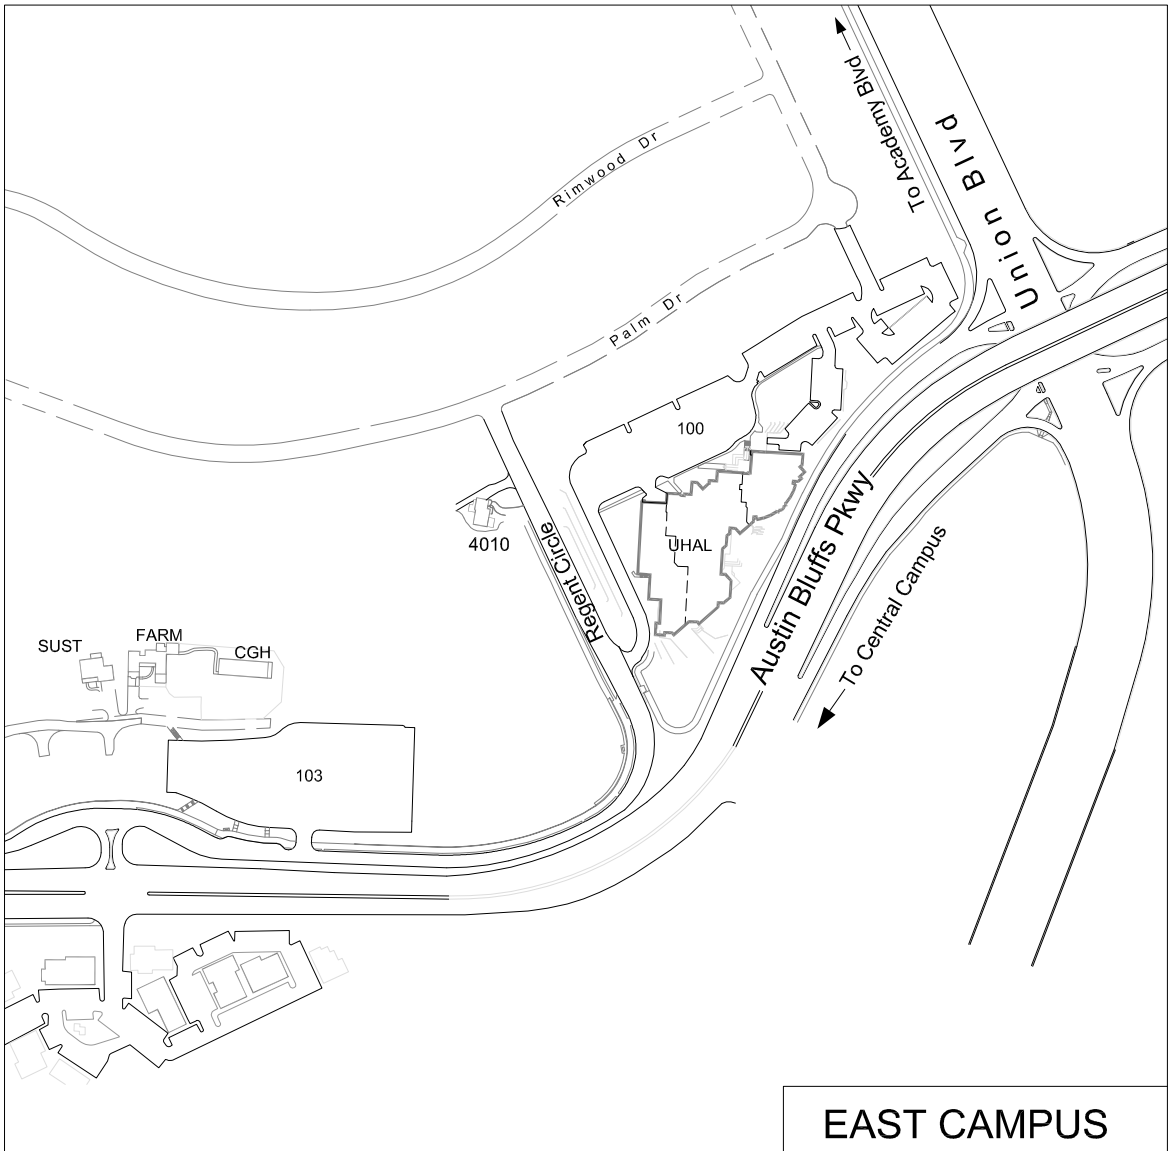 To Academy Blvd
Union Blvd
Rimwood Dr
Palm Dr
100
4010
Regent Circle
UHAL
Austin Bluffs Pkwy
To Central Campus
SUST
FARM
CGH
103
EAST CAMPUS